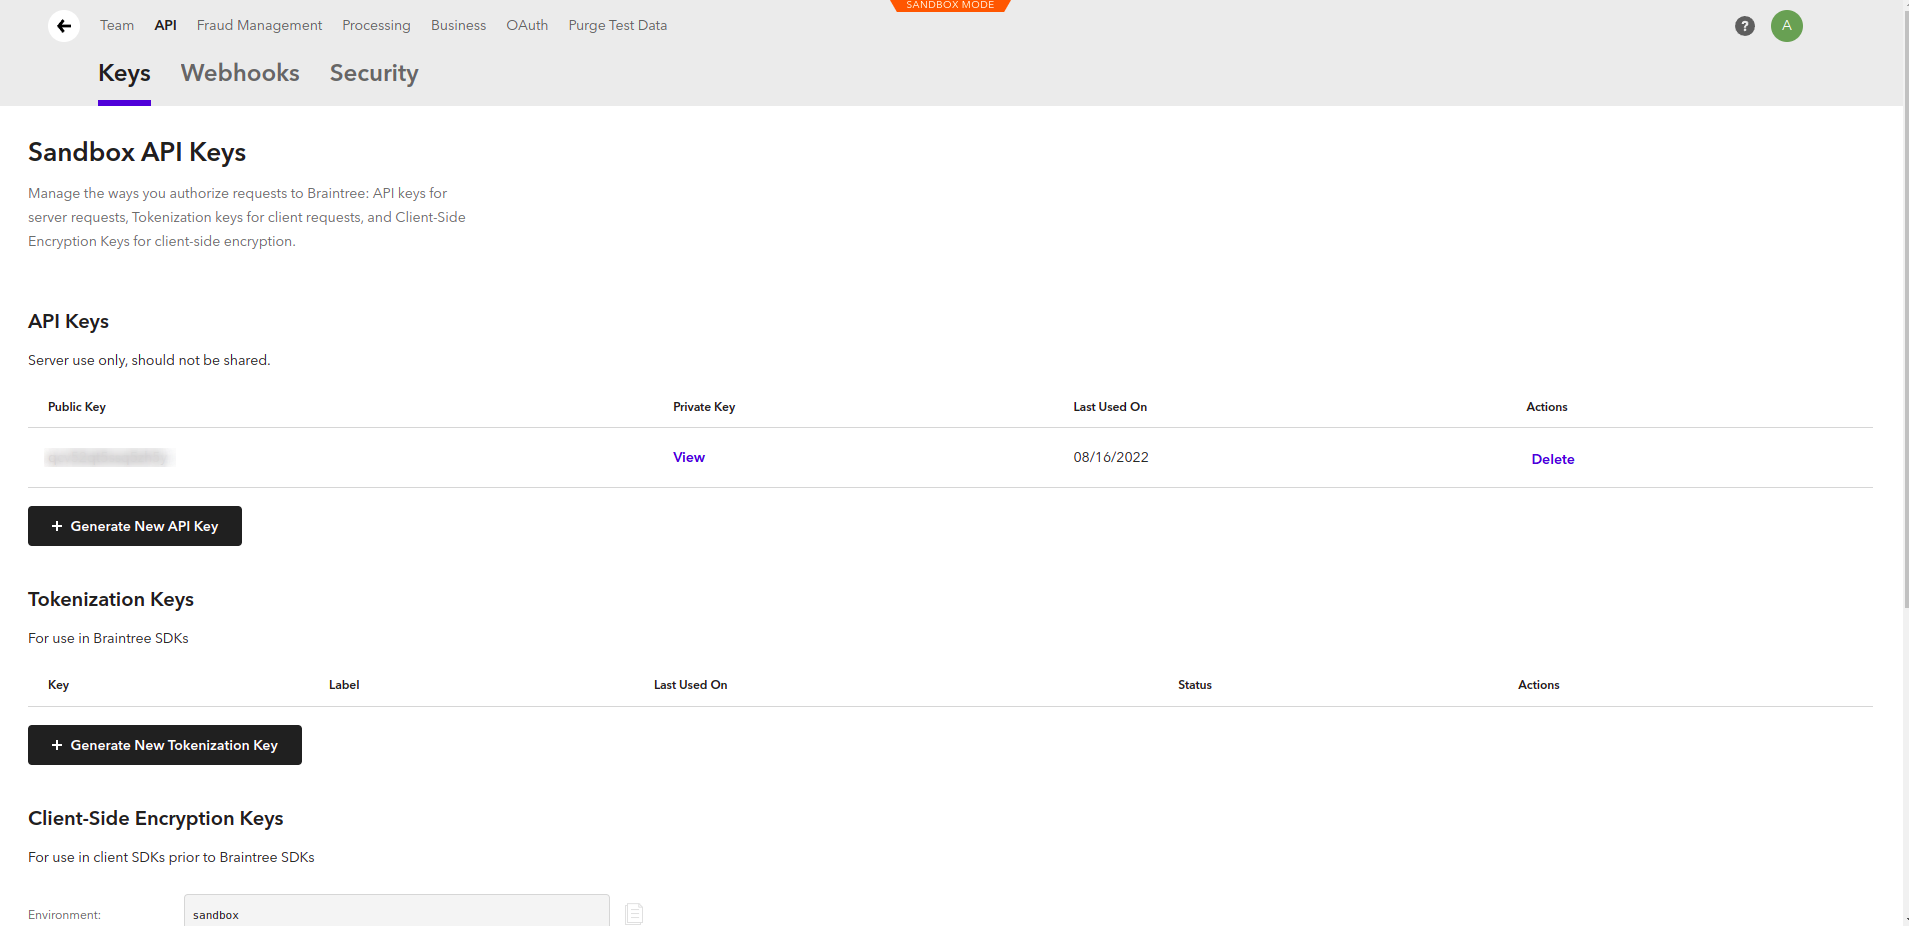 SANDBOX MODE
Team API Fraud Management Processing Business OAuth Purge Test Data ? A
Keys Webhooks Security
Sandbox API Keys
Manage the ways you authorize requests to Braintree: API keys for
server requests, Tokenization keys for client requests, and Client-Side
Encryption Keys for client-side encryption.
API Keys
Server use only, should not be shared.
Public Key Private Key Last Used On Actions
View 08/16/2022 Delete
+ Generate New API Key
Tokenization Keys
For use in Braintree SDKs
Key Label Last Used On Status Actions
+ Generate New Tokenization Key
Client-Side Encryption Keys
For use in client SDKs prior to Braintree SDKs
Environment: sandbox